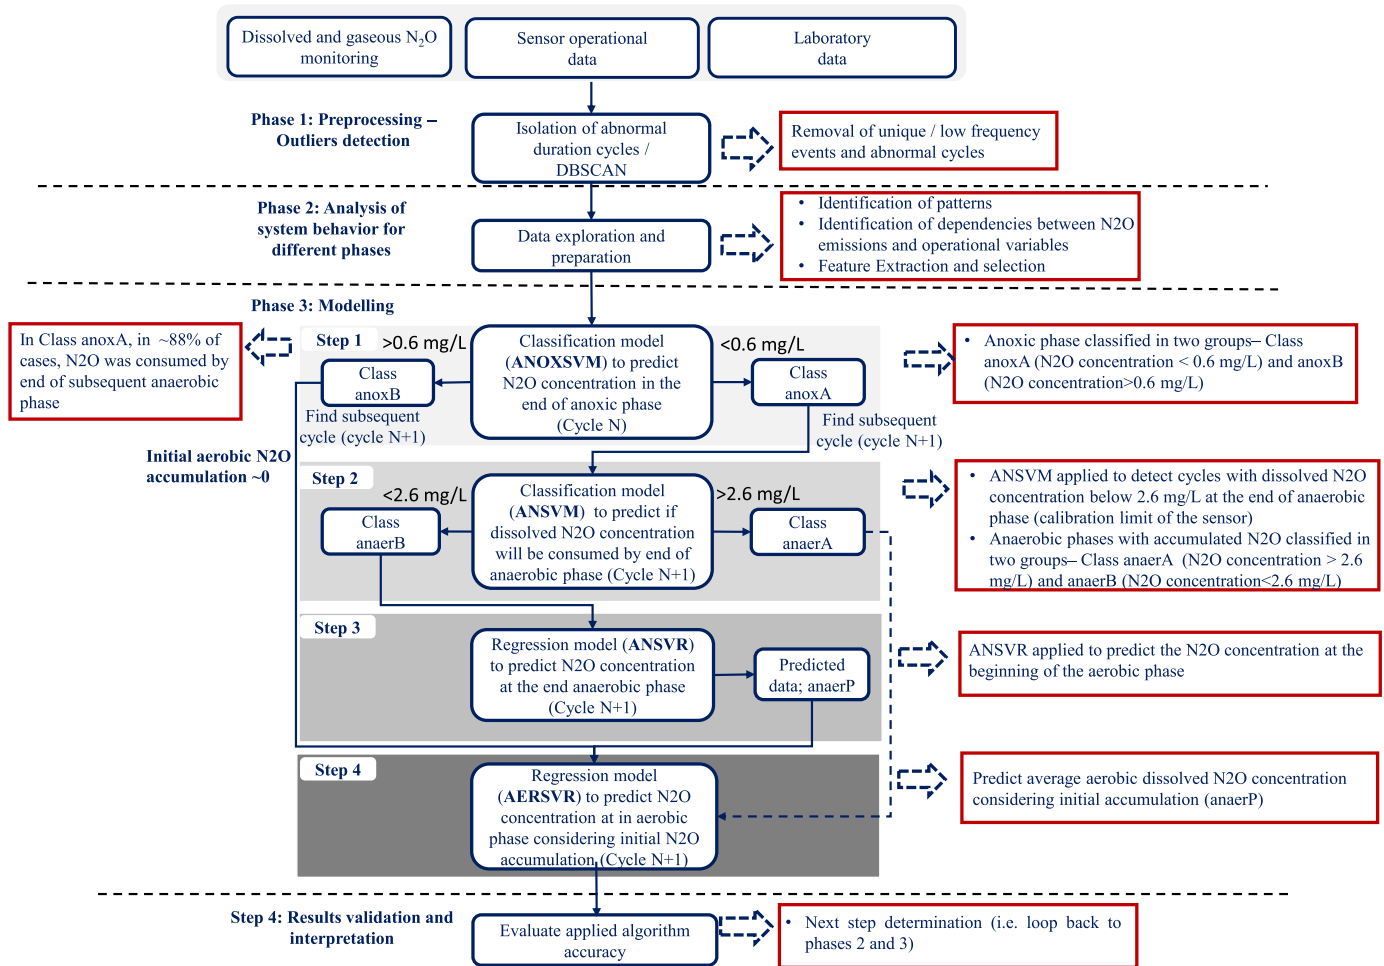 Dissolved and gaseous N₂O
monitoring
Sensor operational
data
Laboratory
data
Phase 1: Preprocessing –
Outliers detection
Isolation of abnormal
duration cycles /
DBSCAN
Removal of unique / low frequency
events and abnormal cycles
Phase 2: Analysis of
system behavior for
different phases
Data exploration and
preparation
• Identification of patterns
• Identification of dependencies between N2O
emissions and operational variables
• Feature Extraction and selection
Phase 3: Modelling
In Class anoxA, in ~88% of
cases, N2O was consumed by
end of subsequent anaerobic
phase
Step 1
>0.6 mg/L
Class
anoxB
Find subsequent
cycle (cycle N+1)
Classification model
(ANOXSVM) to predict
N2O concentration in the
end of anoxic phase
(Cycle N)
<0.6 mg/L
Class
anoxA
Find subsequent
cycle (cycle N+1)
• Anoxic phase classified in two groups– Class
anoxA (N2O concentration < 0.6 mg/L) and anoxB
(N2O concentration>0.6 mg/L)
Initial aerobic N2O
accumulation ~0
Step 2
<2.6 mg/L
Class
anaerB
Classification model
(ANSVM) to predict if
dissolved N2O concentration
will be consumed by end of
anaerobic phase (Cycle N+1)
>2.6 mg/L
Class
anaerA
• ANSVM applied to detect cycles with dissolved N2O
concentration below 2.6 mg/L at the end of anaerobic
phase (calibration limit of the sensor)
• Anaerobic phases with accumulated N2O classified in
two groups– Class anaerA (N2O concentration > 2.6
mg/L) and anaerB (N2O concentration<2.6 mg/L)
Step 3
Regression model (ANSVR)
to predict N2O concentration
at the end anaerobic phase
(Cycle N+1)
Predicted
data; anaerP
ANSVR applied to predict the N2O concentration at the
beginning of the aerobic phase
Step 4
Regression model
(AERSVR) to predict N2O
concentration at in aerobic
phase considering initial N2O
accumulation (Cycle N+1)
Predict average aerobic dissolved N2O concentration
considering initial accumulation (anaerP)
Step 4: Results validation and
interpretation
Evaluate applied algorithm
accuracy
• Next step determination (i.e. loop back to
phases 2 and 3)